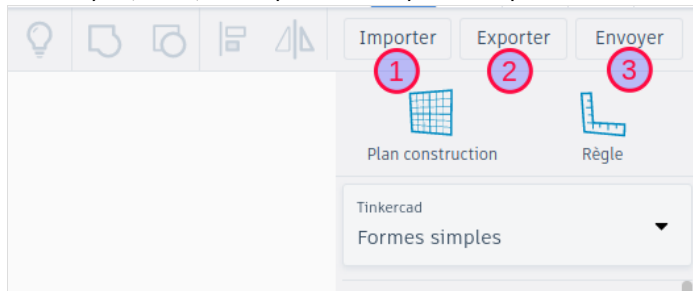 Importer Exporter Envoyer
1 2 3
Plan construction Règle
Tinkercad
Formes simples